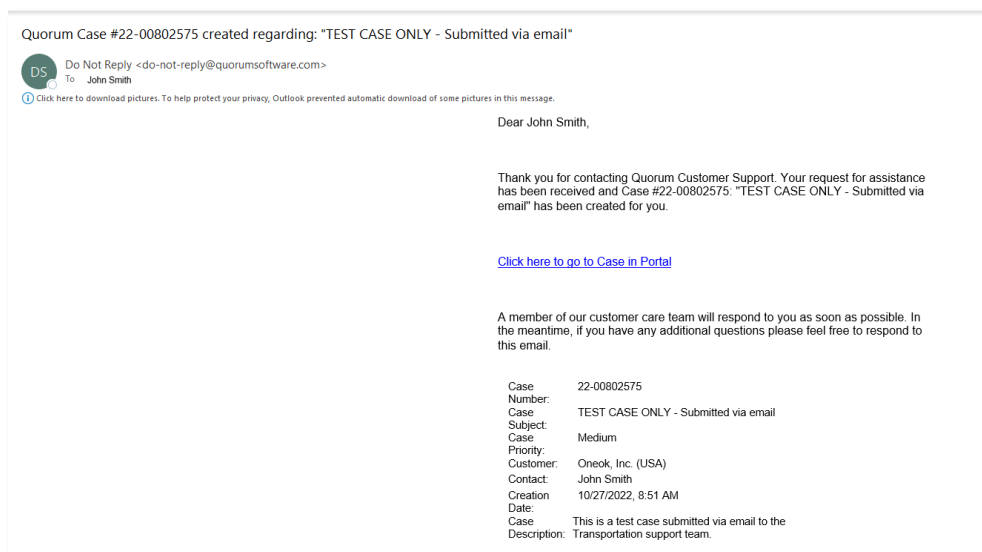 Quorum Case #22-00802575 created regarding: "TEST CASE ONLY - Submitted via email"
DS
Do Not Reply <do-not-reply@quorumsoftware.com>
To John Smith
Click here to download pictures. To help protect your privacy, Outlook prevented automatic download of some pictures in this message.
Dear John Smith,
Thank you for contacting Quorum Customer Support. Your request for assistance
has been received and Case #22-00802575: "TEST CASE ONLY - Submitted via
email" has been created for you.
Click here to go to Case in Portal
A member of our customer care team will respond to you as soon as possible. In
the meantime, if you have any additional questions please feel free to respond to
this email.
Case 22-00802575
Number:
Case TEST CASE ONLY - Submitted via email
Subject:
Case Medium
Priority:
Customer: Oneok, Inc. (USA)
Contact: John Smith
Creation 10/27/2022, 8:51 AM
Date:
Case This is a test case submitted via email to the
Description: Transportation support team.